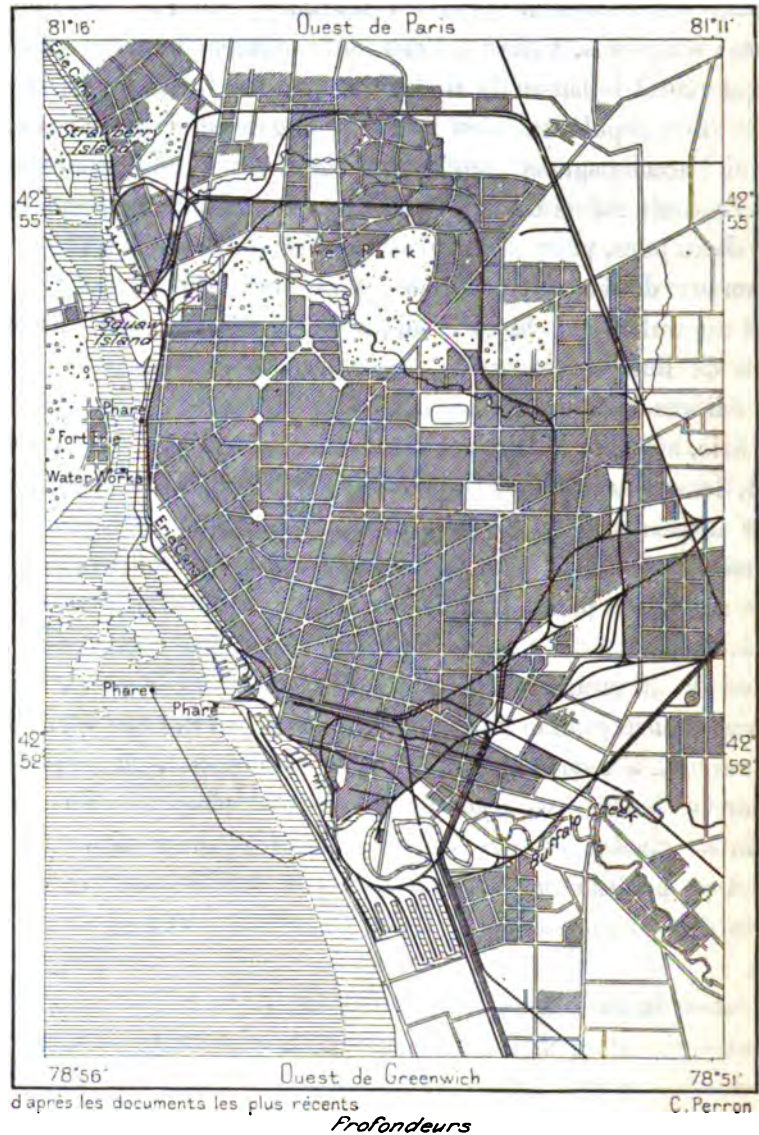 81°16'
Ouest de Paris
81°11'
Erie Canal
Strawberry
Island
42°
55'
42°
55'
The Park
Squaw
Island
Phare
Fort Erie
Water Works
Erie Canal
Phare
Phare
42°
52'
42°
52'
Buffalo Creek
78°56'
Ouest de Greenwich
78°51'
d'après les documents les plus récents
C. Perron
Profondeurs